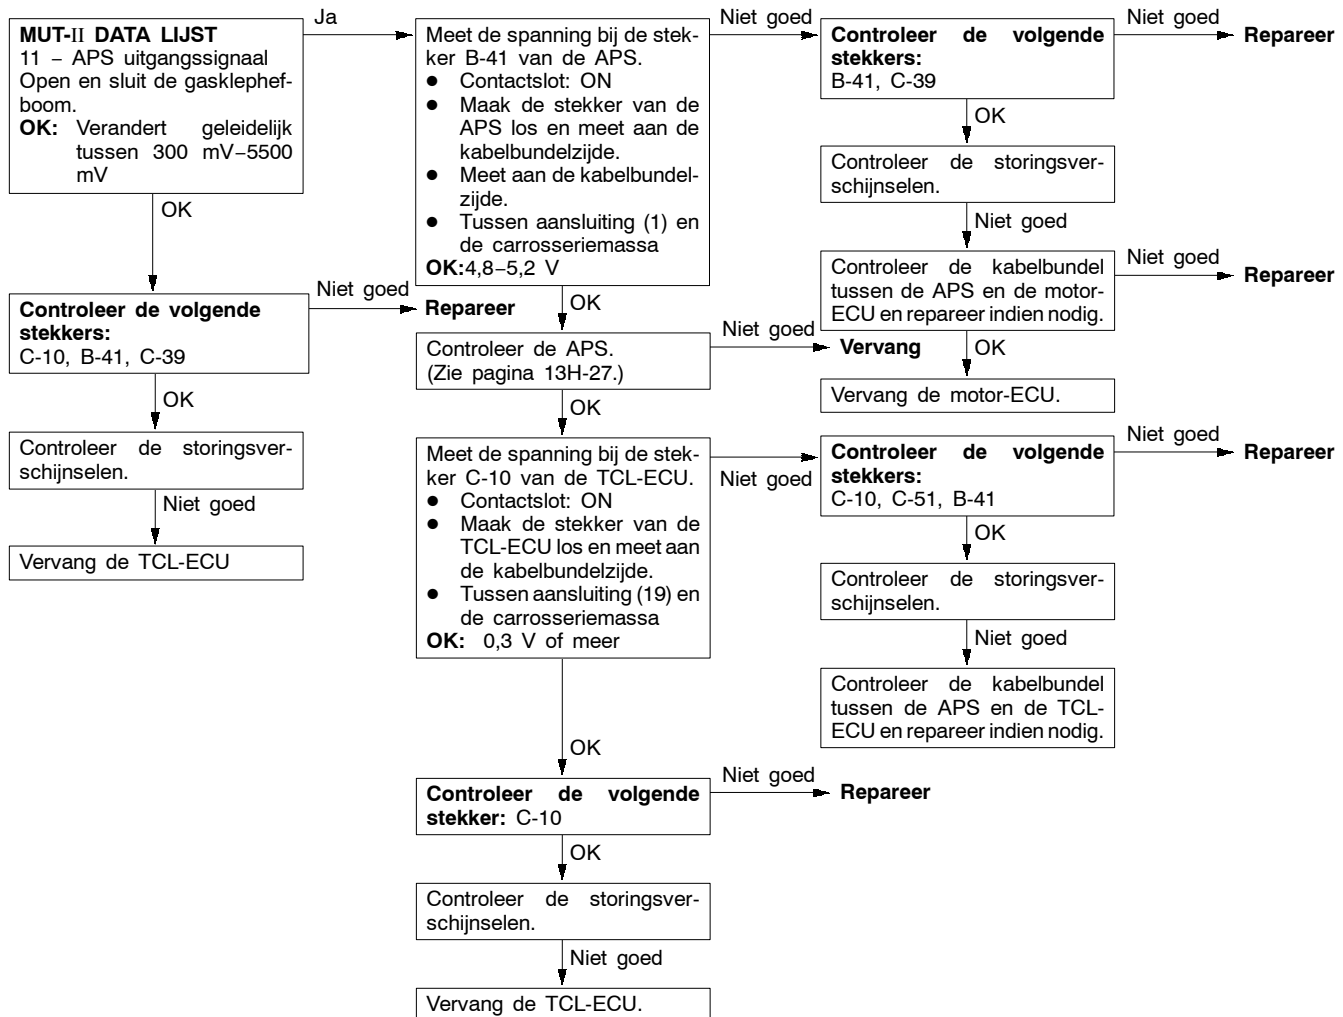 MUT-II DATA LIJST
11 – APS uitgangssignaal
Open en sluit de gasklephef-
boom.
OK: Verandert geleidelijk
tussen 300 mV–5500
mV
Ja
OK
Controleer de volgende
stekkers:
C-10, B-41, C-39
Niet goed
Repareer
OK
Controleer de storingsver-
schijnselen.
Niet goed
Vervang de TCL-ECU
Meet de spanning bij de stek-
ker B-41 van de APS.
● Contactslot: ON
● Maak de stekker van de
APS los en meet aan de
kabelbundelzijde.
● Meet aan de kabelbundel-
zijde.
● Tussen aansluiting (1) en
de carrosseriemassa
OK:4,8–5,2 V
Niet goed
OK
Controleer de APS.
(Zie pagina 13H-27.)
Niet goed
Vervang
OK
Meet de spanning bij de stek-
ker C-10 van de TCL-ECU.
● Contactslot: ON
● Maak de stekker van de
TCL-ECU los en meet aan
de kabelbundelzijde.
● Tussen aansluiting (19) en
de carrosseriemassa
OK: 0,3 V of meer
Niet goed
OK
Controleer de volgende
stekker: C-10
Niet goed
Repareer
OK
Controleer de storingsver-
schijnselen.
Niet goed
Vervang de TCL-ECU.
Controleer de volgende
stekkers:
B-41, C-39
Niet goed
Repareer
OK
Controleer de storingsver-
schijnselen.
Niet goed
Controleer de kabelbundel
tussen de APS en de motor-
ECU en repareer indien nodig.
Niet goed
Repareer
OK
Vervang de motor-ECU.
Controleer de volgende
stekkers:
C-10, C-51, B-41
Niet goed
Repareer
OK
Controleer de storingsver-
schijnselen.
Niet goed
Controleer de kabelbundel
tussen de APS en de TCL-
ECU en repareer indien nodig.